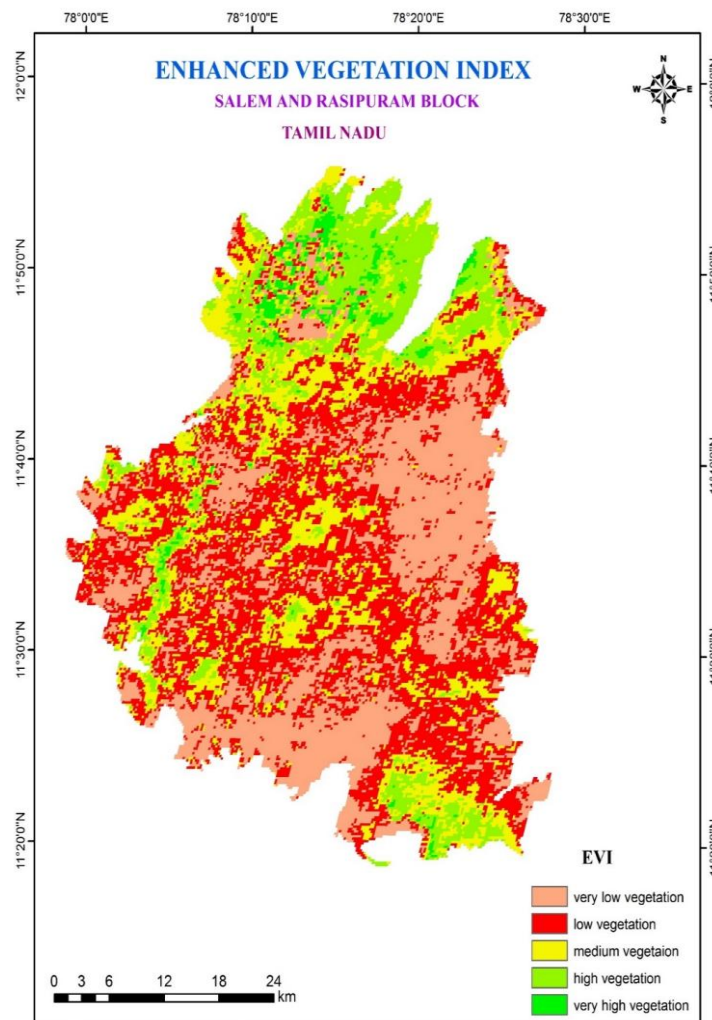 78°0'0"E 78°10'0"E 78°20'0"E 78°30'0"E
12°0'0"N
ENHANCED VEGETATION INDEX
SALEM AND RASIPURAM BLOCK
TAMIL NADU
N
W E
S
11°50'0"N
11°40'0"N
11°30'0"N
11°20'0"N
EVI
very low vegetation
low vegetation
medium vegetaion
high vegetation
very high vegetation
0 3 6 12 18 24
km